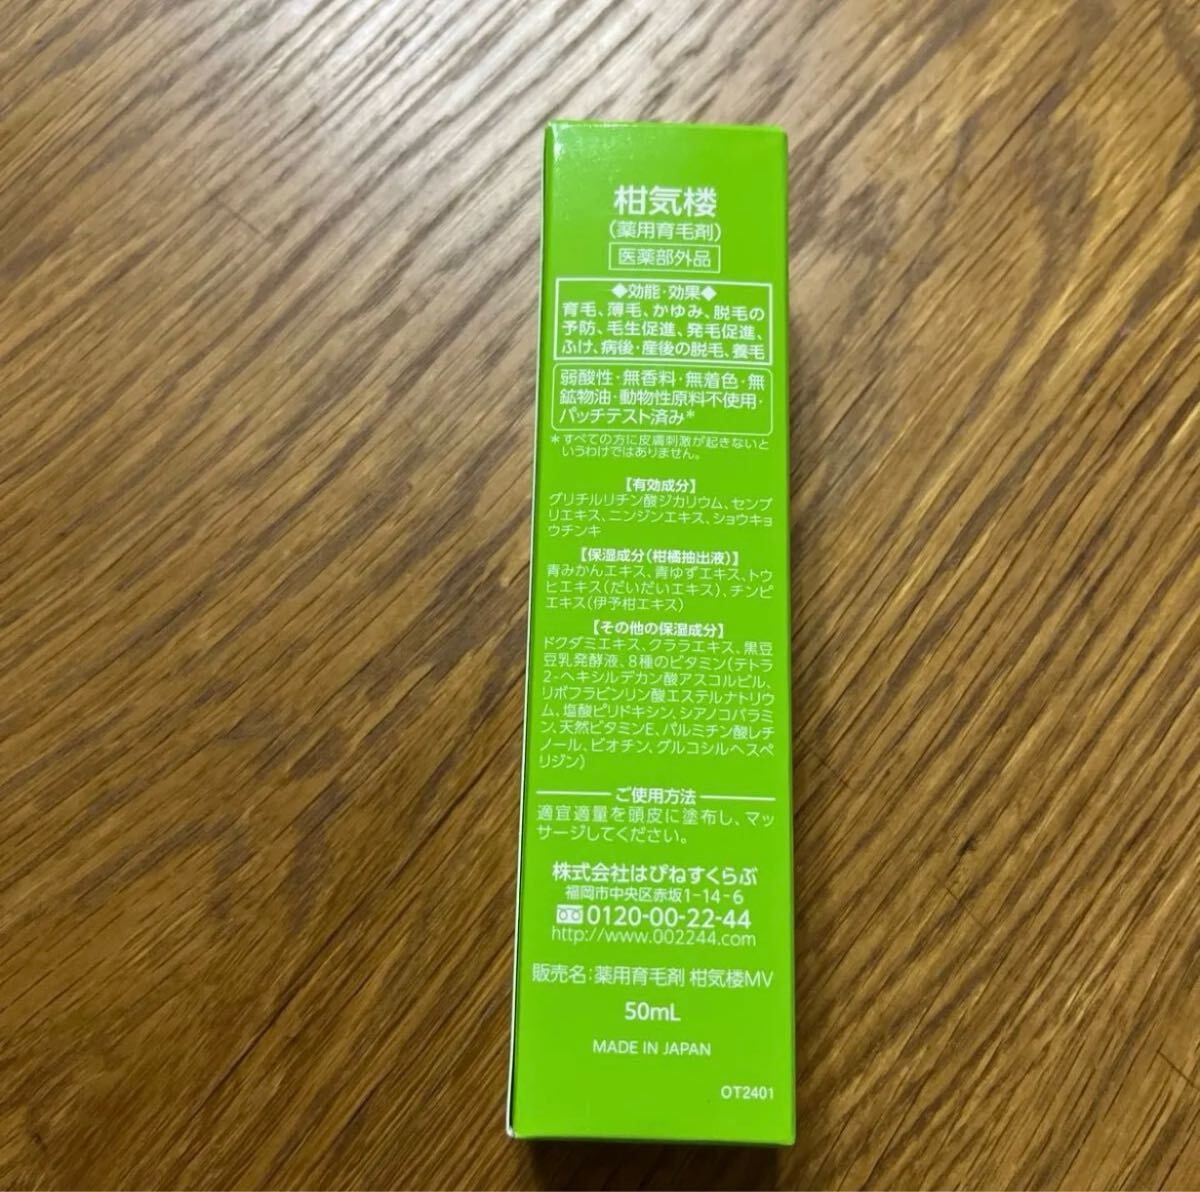 柑気楼
(薬用育毛剤)
医薬部外品
◆効能・効果◆
育毛、薄毛、かゆみ、脱毛の
予防、毛生促進、発毛促進、
ふけ、病後・産後の脱毛、養毛
弱酸性・無香料・無着色・無
鉱物油・動物性原料不使用・
パッチテスト済み*
*すべての方に皮膚刺激が起きないと
いうわけではありません。
【有効成分】
グリチルリチン酸ジカリウム、センブ
リエキス、ニンジンエキス、ショウキョ
ウチンキ
【保湿成分(柑橘抽出液)】
青みかんエキス、青ゆずエキス、トウ
ヒエキス(だいだいエキス)、チンピ
エキス(伊予柑エキス)
【その他の保湿成分】
ドクダミエキス、クララエキス、黒豆
豆乳発酵液、8種のビタミン(テトラ
2-ヘキシルデカン酸アスコルビル、
リボフラビンリン酸エステルナトリウ
ム、塩酸ピリドキシン、シアノコバラミ
ン、天然ビタミンE、パルミチン酸レチ
ノール、ビオチン、グルコシルヘスペ
リジン)
ご使用方法
適宜適量を頭皮に塗布し、マッ
サージしてください。
株式会社はぴねすくらぶ
福岡市中央区赤坂1-14-6
0120-00-22-44
http://www.002244.com
販売名:薬用育毛剤 柑気楼MV
50mL
MADE IN JAPAN
OT2401